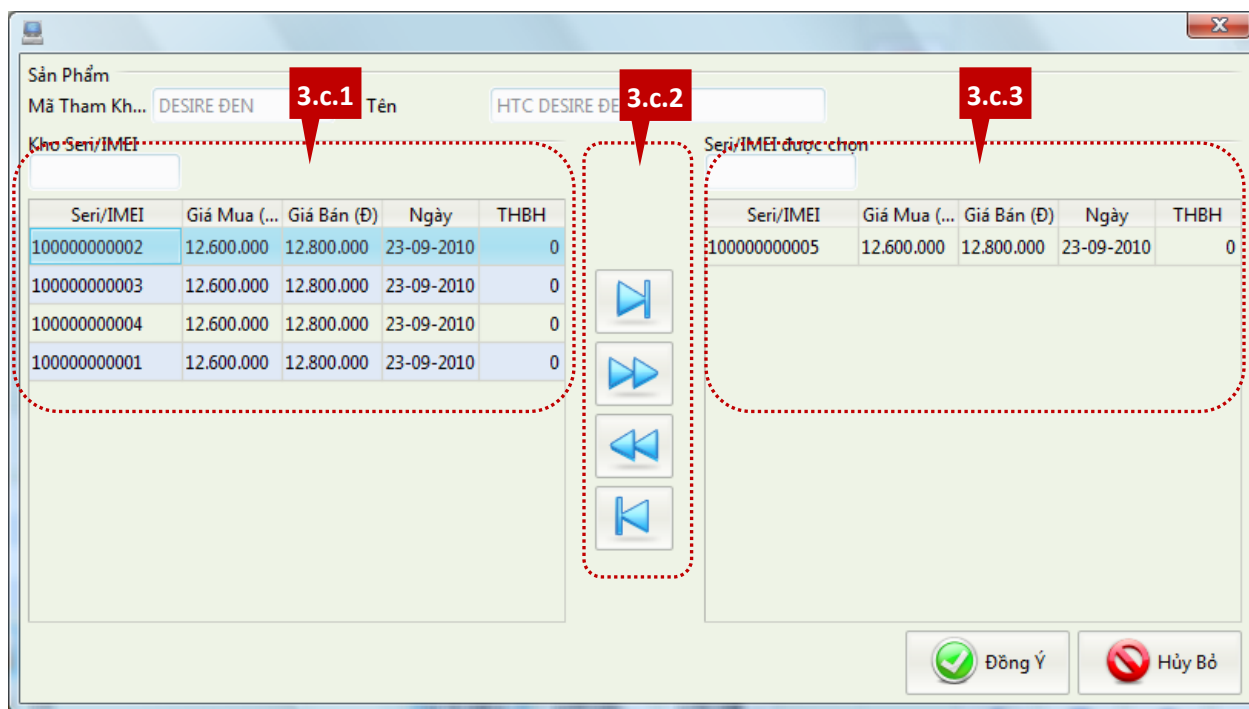 X
Sản Phẩm
Mã Tham Kh... DESIRE ĐEN Tên HTC DESIRE ĐE
3.c.1
3.c.2
3.c.3
Kho Seri/IMEI Seri/IMEI được chọn
Seri/IMEI Giá Mua (... Giá Bán (Đ) Ngày THBH Seri/IMEI Giá Mua (... Giá Bán (Đ) Ngày THBH
100000000002 12.600.000 12.800.000 23-09-2010 0 100000000005 12.600.000 12.800.000 23-09-2010 0
100000000003 12.600.000 12.800.000 23-09-2010 0
100000000004 12.600.000 12.800.000 23-09-2010 0
100000000001 12.600.000 12.800.000 23-09-2010 0
Đồng Ý Hủy Bỏ